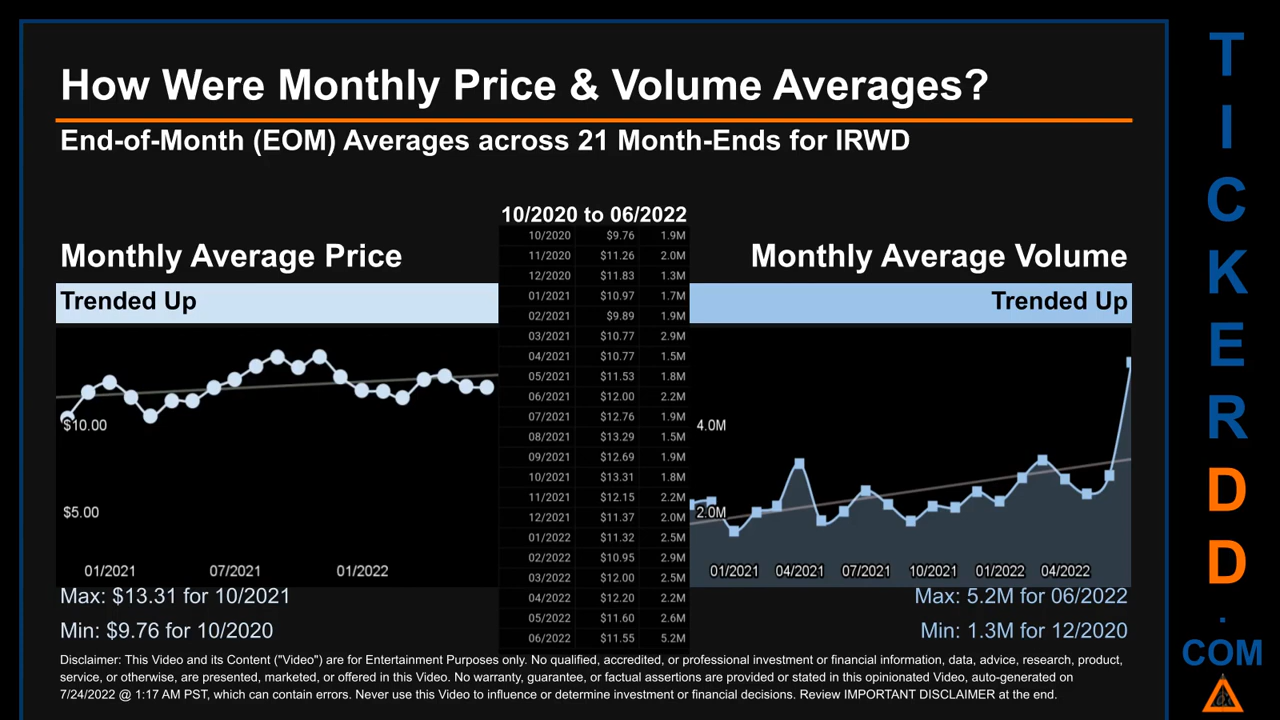 How Were Monthly Price & Volume Averages?
End-of-Month (EOM) Averages across 21 Month-Ends for IRWD
10/2020 to 06/2022
10/2020 $9.76 1.9M
11/2020 $11.26 2.0M
12/2020 $11.83 1.3M
01/2021 $10.97 1.7M
02/2021 $9.89 1.9M
03/2021 $10.77 2.9M
04/2021 $10.77 1.5M
05/2021 $11.53 1.8M
06/2021 $12.00 2.2M
07/2021 $12.76 1.9M
08/2021 $13.29 1.5M
09/2021 $12.69 1.9M
10/2021 $13.31 1.8M
11/2021 $12.15 2.2M
12/2021 $11.37 2.0M
01/2022 $11.32 2.5M
02/2022 $10.95 2.9M
03/2022 $12.00 2.5M
04/2022 $12.20 2.2M
05/2022 $11.60 2.6M
06/2022 $11.55 5.2M
Monthly Average Price
Trended Up
$10.00
$5.00
01/2021 07/2021 01/2022
Max: $13.31 for 10/2021
Min: $9.76 for 10/2020
Monthly Average Volume
Trended Up
4.0M
2.0M
01/2021 04/2021 07/2021 10/2021 01/2022 04/2022
Max: 5.2M for 06/2022
Min: 1.3M for 12/2020
Disclaimer: This Video and its Content ("Video") are for Entertainment Purposes only. No qualified, accredited, or professional investment or financial information, data, advice, research, product,
service, or otherwise, are presented, marketed, or offered in this Video. No warranty, guarantee, or factual assertions are provided or stated in this opinionated Video, auto-generated on
7/24/2022 @ 1:17 AM PST, which can contain errors. Never use this Video to influence or determine investment or financial decisions. Review IMPORTANT DISCLAIMER at the end.
T
I
C
K
E
R
D
D
.
COM